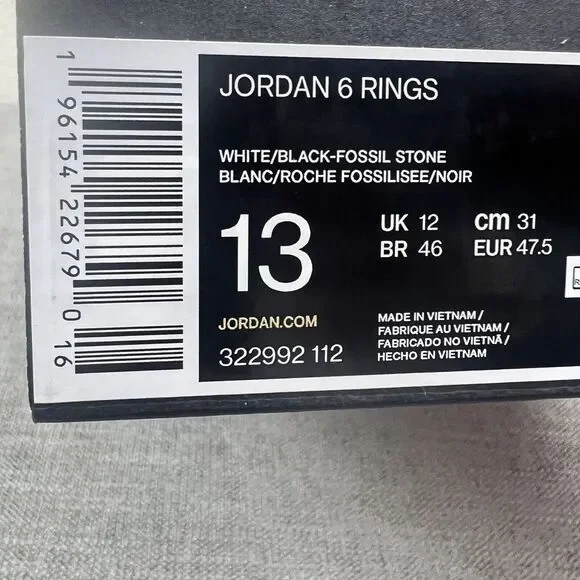 JORDAN 6 RINGS
WHITE/BLACK-FOSSIL STONE
BLANC/ROCHE FOSSILISEE/NOIR
13
UK 12 cm 31
BR 46 EUR 47.5
JORDAN.COM
322992 112
MADE IN VIETNAM /
FABRIQUE AU VIETNAM /
FABRICADO NO VIETNÃ /
HECHO EN VIETNAM
1 96154 22679 0 16